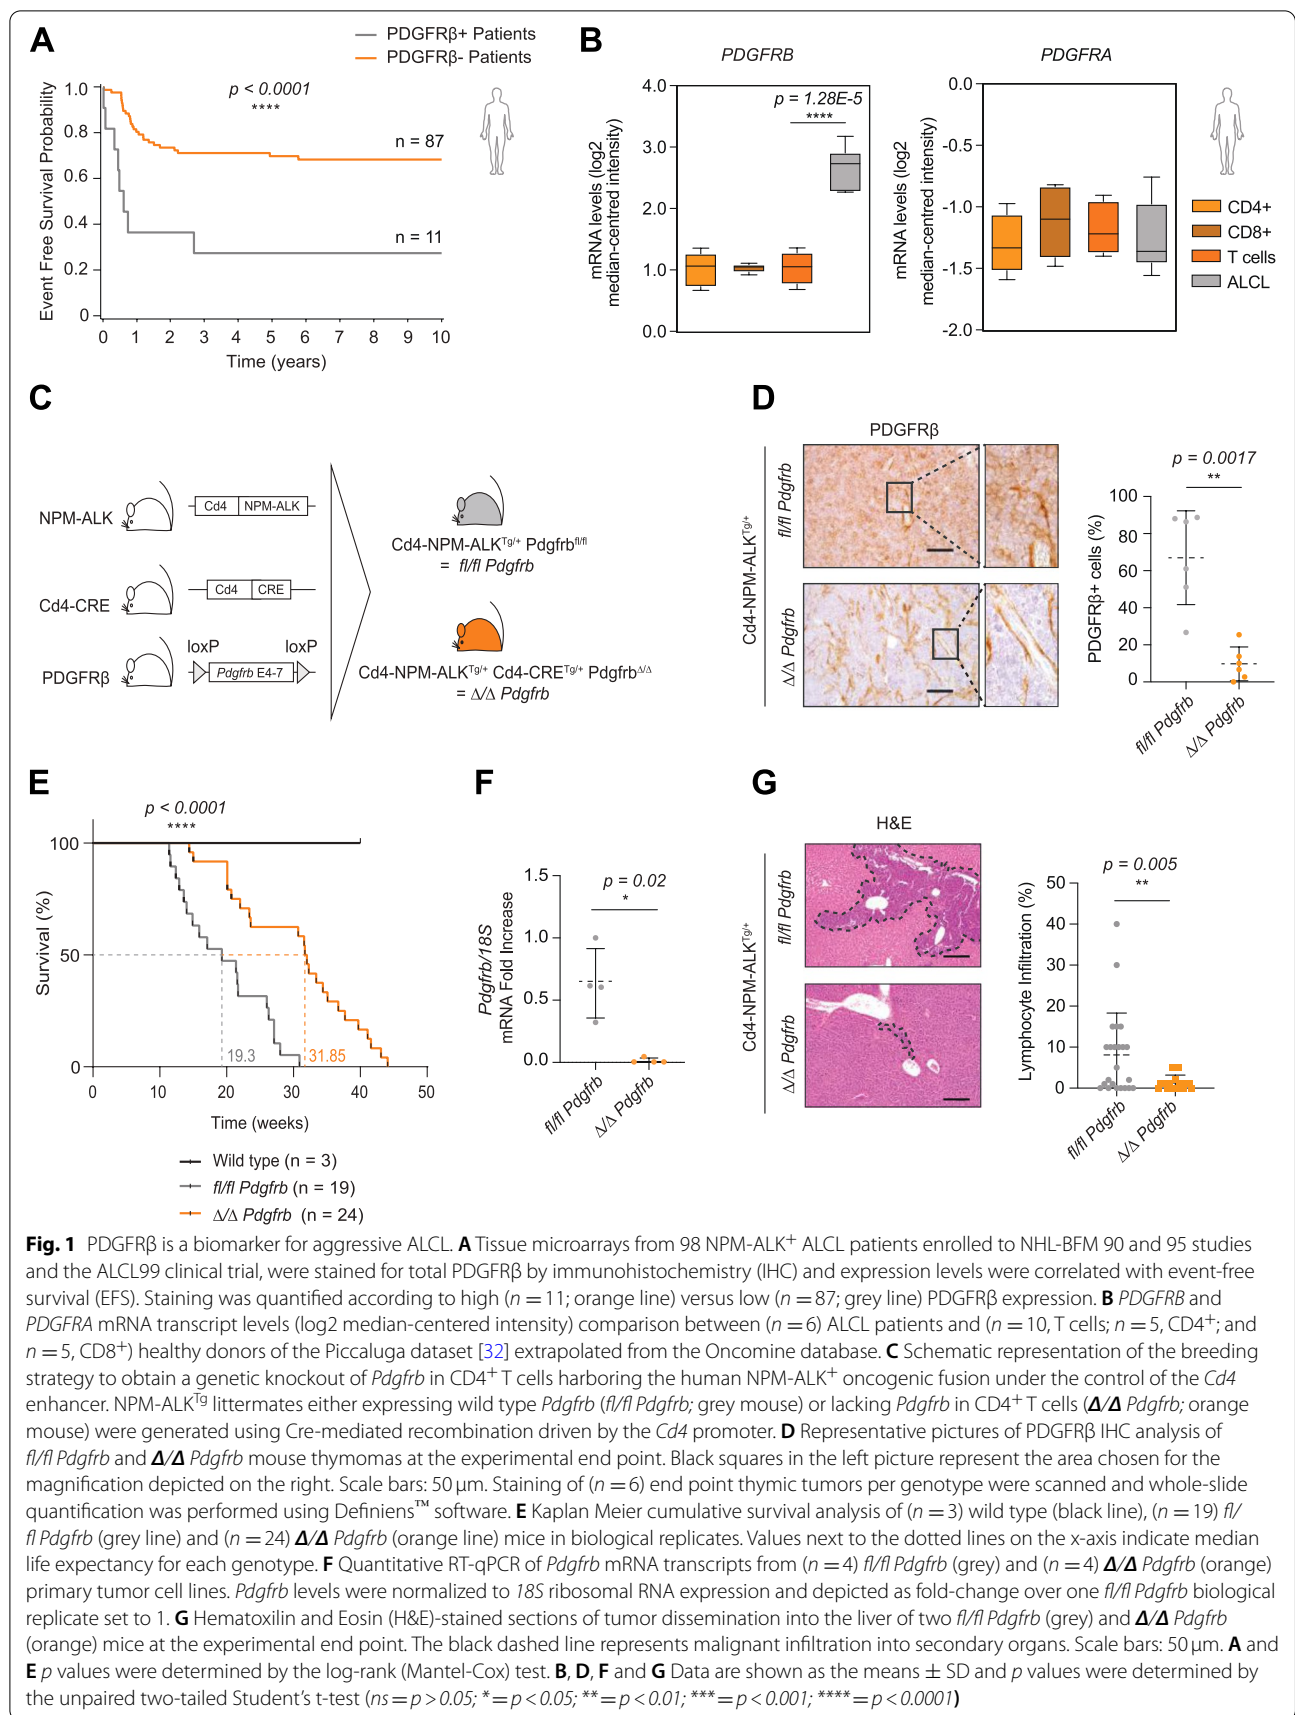 A
PDGFRβ+ Patients
PDGFRβ- Patients
p < 0.0001
****
n = 87
n = 11
Event Free Survival Probability
1.0
0.8
0.6
0.4
0.2
0
0 1 2 3 4 5 6 7 8 9 10
Time (years)
B
PDGFRB
mRNA levels (log2
median-centred intensity)
4.0
3.0
2.0
1.0
0.0
p = 1.28E-5
****
PDGFRA
mRNA levels (log2
median-centred intensity)
0.0
-0.5
-1.0
-1.5
-2.0
CD4+
CD8+
T cells
ALCL
C
NPM-ALK
Cd4 NPM-ALK
Cd4-CRE
Cd4 CRE
PDGFRβ
loxP loxP
Pdgfrb E4-7
Cd4-NPM-ALKTg/+ Pdgfrbfl/fl
= fl/fl Pdgfrb
Cd4-NPM-ALKTg/+ Cd4-CRETg/+ PdgfrbΔ/Δ
= Δ/Δ Pdgfrb
D
PDGFRβ
Cd4-NPM-ALKTg/+
fl/fl Pdgfrb
Δ/Δ Pdgfrb
p = 0.0017
**
PDGFRβ+ cells (%)
100
80
60
40
20
0
fl/fl Pdgfrb
Δ/Δ Pdgfrb
E
p < 0.0001
****
Survival (%)
100
50
0
19.3
31.85
0 10 20 30 40 50
Time (weeks)
Wild type (n = 3)
fl/fl Pdgfrb (n = 19)
Δ/Δ Pdgfrb (n = 24)
F
Pdgfrb/18S
mRNA Fold Increase
1.5
1.0
0.5
0.0
p = 0.02
*
fl/fl Pdgfrb
Δ/Δ Pdgfrb
G
H&E
Cd4-NPM-ALKTg/+
fl/fl Pdgfrb
Δ/Δ Pdgfrb
p = 0.005
**
Lymphocyte Infiltration (%)
50
40
30
20
10
0
fl/fl Pdgfrb
Δ/Δ Pdgfrb
Fig. 1 PDGFRβ is a biomarker for aggressive ALCL. A Tissue microarrays from 98 NPM-ALK+ ALCL patients enrolled to NHL-BFM 90 and 95 studies
and the ALCL99 clinical trial, were stained for total PDGFRβ by immunohistochemistry (IHC) and expression levels were correlated with event-free
survival (EFS). Staining was quantified according to high (n = 11; orange line) versus low (n = 87; grey line) PDGFRβ expression. B PDGFRB and
PDGFRA mRNA transcript levels (log2 median-centered intensity) comparison between (n = 6) ALCL patients and (n = 10, T cells; n = 5, CD4+; and
n = 5, CD8+) healthy donors of the Piccaluga dataset [32] extrapolated from the Oncomine database. C Schematic representation of the breeding
strategy to obtain a genetic knockout of Pdgfrb in CD4+ T cells harboring the human NPM-ALK+ oncogenic fusion under the control of the Cd4
enhancer. NPM-ALKTg littermates either expressing wild type Pdgfrb (fl/fl Pdgfrb; grey mouse) or lacking Pdgfrb in CD4+ T cells (Δ/Δ Pdgfrb; orange
mouse) were generated using Cre-mediated recombination driven by the Cd4 promoter. D Representative pictures of PDGFRβ IHC analysis of
fl/fl Pdgfrb and Δ/Δ Pdgfrb mouse thymomas at the experimental end point. Black squares in the left picture represent the area chosen for the
magnification depicted on the right. Scale bars: 50 μm. Staining of (n = 6) end point thymic tumors per genotype were scanned and whole-slide
quantification was performed using Definiens™ software. E Kaplan Meier cumulative survival analysis of (n = 3) wild type (black line), (n = 19) fl/
fl Pdgfrb (grey line) and (n = 24) Δ/Δ Pdgfrb (orange line) mice in biological replicates. Values next to the dotted lines on the x-axis indicate median
life expectancy for each genotype. F Quantitative RT-qPCR of Pdgfrb mRNA transcripts from (n = 4) fl/fl Pdgfrb (grey) and (n = 4) Δ/Δ Pdgfrb (orange)
primary tumor cell lines. Pdgfrb levels were normalized to 18S ribosomal RNA expression and depicted as fold-change over one fl/fl Pdgfrb biological
replicate set to 1. G Hematoxilin and Eosin (H&E)-stained sections of tumor dissemination into the liver of two fl/fl Pdgfrb (grey) and Δ/Δ Pdgfrb
(orange) mice at the experimental end point. The black dashed line represents malignant infiltration into secondary organs. Scale bars: 50 μm. A and
E p values were determined by the log-rank (Mantel-Cox) test. B, D, F and G Data are shown as the means ± SD and p values were determined by
the unpaired two-tailed Student's t-test (ns = p > 0.05; * = p < 0.05; ** = p < 0.01; *** = p < 0.001; **** = p < 0.0001)